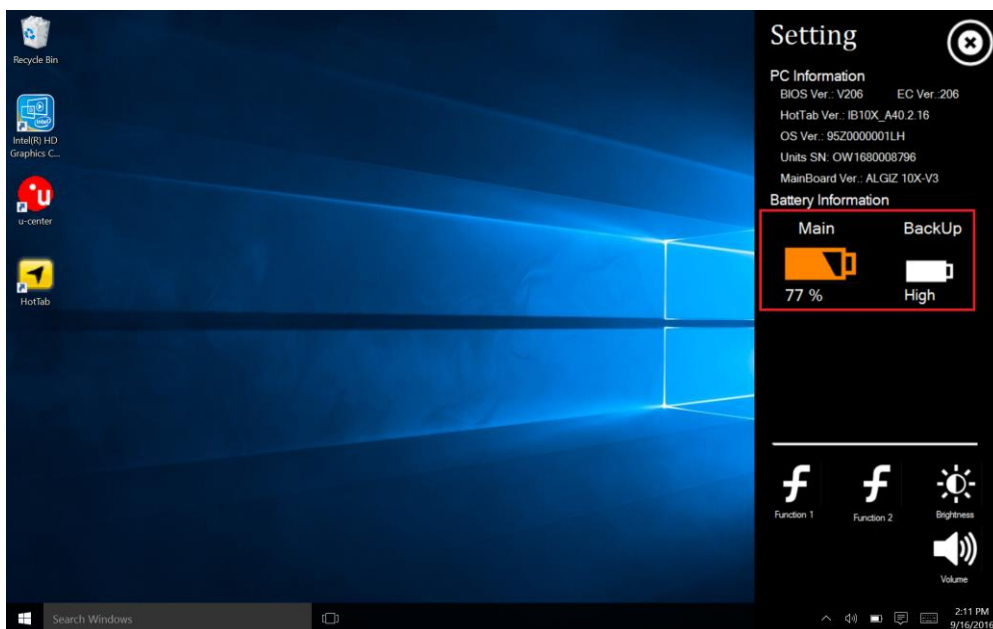 Recycle Bin
Intel(R) HD
Graphics C...
u
u-center
HotTab
Setting
PC Information
BIOS Ver.: V206 EC Ver.:206
HotTab Ver.: IB10X_A40.2.16
OS Ver.: 95Z0000001LH
Units SN: OW1680008796
MainBoard Ver.: ALGIZ 10X-V3
Battery Information
Main BackUp
77 % High
Function 1 Function 2 Brightness
Volume
Search Windows
2:11 PM
9/16/2016